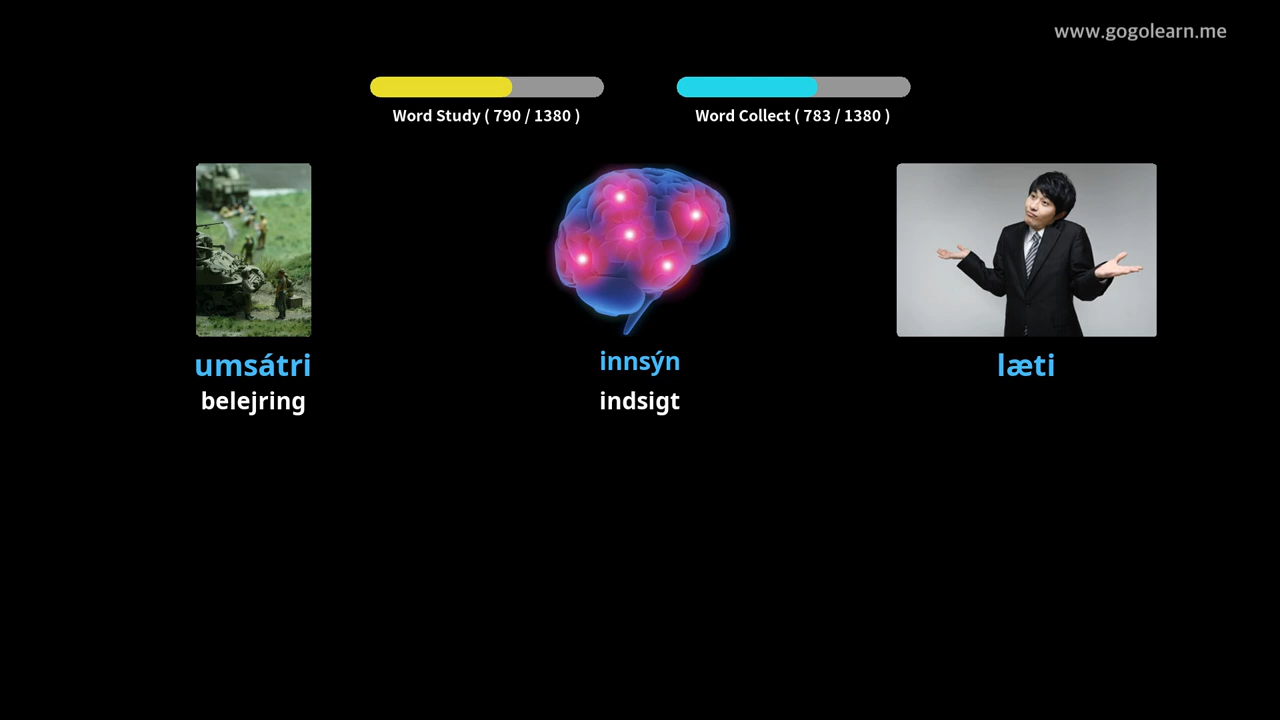 www.gogolearn.me
Word Study ( 790 / 1380 )
Word Collect ( 783 / 1380 )
umsátri
innsýn
læti
belejring
indsigt